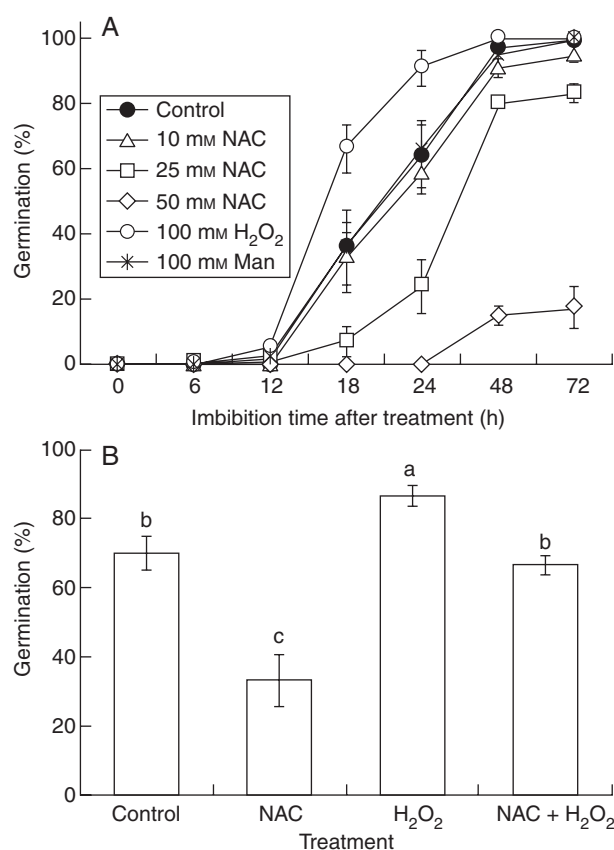 A
100
80
60
40
20
0
Germination (%)
Control
10 mM NAC
25 mM NAC
50 mM NAC
100 mM H₂O₂
100 mM Man
0 6 12 18 24 48 72
Imbibition time after treatment (h)
B
100
80
60
40
20
0
Germination (%)
b
c
a
b
Control NAC H₂O₂ NAC + H₂O₂
Treatment